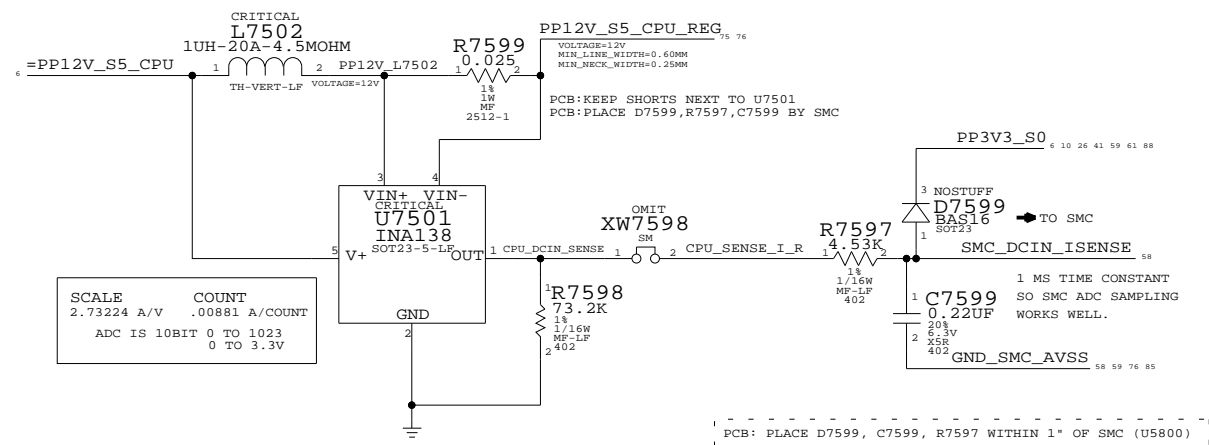 CRITICAL
L7502
1UH-20A-4.5MOHM
=PP12V_S5_CPU
6
1
2
TH-VERT-LF
PP12V_L7502
VOLTAGE=12V
R7599
0.025
1
2
1%
1W
MF
2512-1
PP12V_S5_CPU_REG
75 76
VOLTAGE=12V
MIN_LINE_WIDTH=0.60MM
MIN_NECK_WIDTH=0.25MM
PCB:KEEP SHORTS NEXT TO U7501
PCB:PLACE D7599,R7597,C7599 BY SMC
3
4
VIN+ VIN-
CRITICAL
U7501
INA138
SOT23-5-LF
5
V+
OUT
1
GND
2
CPU_DCIN_SENSE
OMIT
XW7598
SM
1
2
CPU_SENSE_I_R
1
R7598
73.2K
1%
1/16W
MF-LF
402
2
R7597
4.53K
1
2
1%
1/16W
MF-LF
402
PP3V3_S0
6 10 26 41 59 61 88
3
NOSTUFF
D7599
BAS16
SOT23
1
TO SMC
SMC_DCIN_ISENSE
58
1
C7599
0.22UF
20%
6.3V
X5R
402
2
1 MS TIME CONSTANT
SO SMC ADC SAMPLING
WORKS WELL.
GND_SMC_AVSS
58 59 76 85
SCALE COUNT
2.73224 A/V .00881 A/COUNT
ADC IS 10BIT 0 TO 1023
0 TO 3.3V
PCB: PLACE D7599, C7599, R7597 WITHIN 1" OF SMC (U5800)